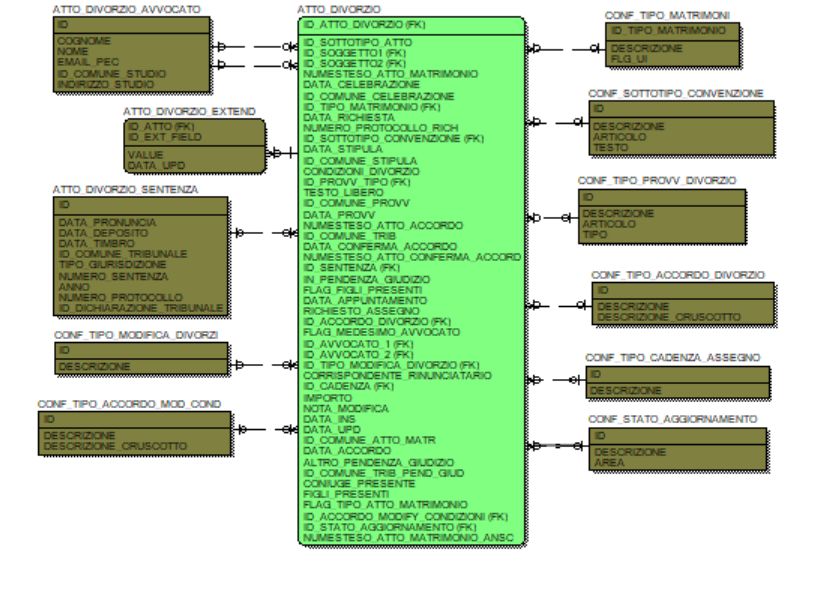 ATTO_DIVORZIO_AVVOCATO
ID
COGNOME
NOME
EMAIL_PEC
ID_COMUNE_STUDIO
INDIRIZZO_STUDIO
ATTO_DIVORZIO_EXTEND
ID_ATTO (FK)
ID_EXT_FIELD
VALUE
DATA_UPD
ATTO_DIVORZIO_SENTENZA
ID
DATA_PRONUNCIA
DATA_DEPOSITO
DATA_TIMBRO
ID_COMUNE_TRIBUNALE
TIPO_GIURISDIZIONE
NUMERO_SENTENZA
ANNO
NUMERO_PROTOCOLLO
ID_DICHIARAZIONE_TRIBUNALE
CONF_TIPO_MODIFICA_DIVORZI
ID
DESCRIZIONE
CONF_TIPO_ACCORDO_MOD_COND
ID
DESCRIZIONE
DESCRIZIONE_CRUSCOTTO
ATTO_DIVORZIO
ID_ATTO_DIVORZIO (FK)
ID_SOTTOTIPO_ATTO
ID_SOGGETTO1 (FK)
ID_SOGGETTO2 (FK)
NUMESTESO_ATTO_MATRIMONIO
DATA_CELEBRAZIONE
ID_COMUNE_CELEBRAZIONE
ID_TIPO_MATRIMONIO (FK)
DATA_RICHIESTA
NUMERO_PROTOCOLLO_RICH
ID_SOTTOTIPO_CONVENZIONE (FK)
DATA_STIPULA
ID_COMUNE_STIPULA
CONDIZIONI_DIVORZIO
ID_PROVV_TIPO (FK)
TESTO_LIBERO
ID_COMUNE_PROVV
DATA_PROVV
NUMESTESO_ATTO_ACCORDO
ID_COMUNE_TRIB
DATA_CONFERMA_ACCORDO
NUMESTESO_ATTO_CONFERMA_ACCORD
ID_SENTENZA (FK)
IN_PENDENZA_GIUDIZIO
FLAG_FIGLI_PRESENTI
DATA_APPUNTAMENTO
RICHIESTO_ASSEGNO
ID_ACCORDO_DIVORZIO (FK)
FLAG_MEDESIMO_AVVOCATO
ID_AVVOCATO_1 (FK)
ID_AVVOCATO_2 (FK)
ID_TIPO_MODIFICA_DIVORZIO (FK)
CORRISPONDENTE_RINUNCIATARIO
ID_CADENZA (FK)
IMPORTO
NOTA_MODIFICA
DATA_INS
DATA_UPD
ID_COMUNE_ATTO_MATR
DATA_ACCORDO
ALTRO_PENDENZA_GIUDIZIO
ID_COMUNE_TRIB_PEND_GIUD
CONIUGE_PRESENTE
FIGLI_PRESENTI
FLAG_TIPO_ATTO_MATRIMONIO
ID_ACCORDO_MODIFY_CONDIZIONI (FK)
ID_STATO_AGGIORNAMENTO (FK)
NUMESTESO_ATTO_MATRIMONIO_ANSC
CONF_TIPO_MATRIMONI
ID_TIPO_MATRIMONIO
DESCRIZIONE
FLG_UI
CONF_SOTTOTIPO_CONVENZIONE
ID
DESCRIZIONE
ARTICOLO
TESTO
CONF_TIPO_PROVV_DIVORZIO
ID
DESCRIZIONE
ARTICOLO
TIPO
CONF_TIPO_ACCORDO_DIVORZIO
ID
DESCRIZIONE
DESCRIZIONE_CRUSCOTTO
CONF_TIPO_CADENZA_ASSEGNO
ID
DESCRIZIONE
CONF_STATO_AGGIORNAMENTO
ID
DESCRIZIONE
AREA